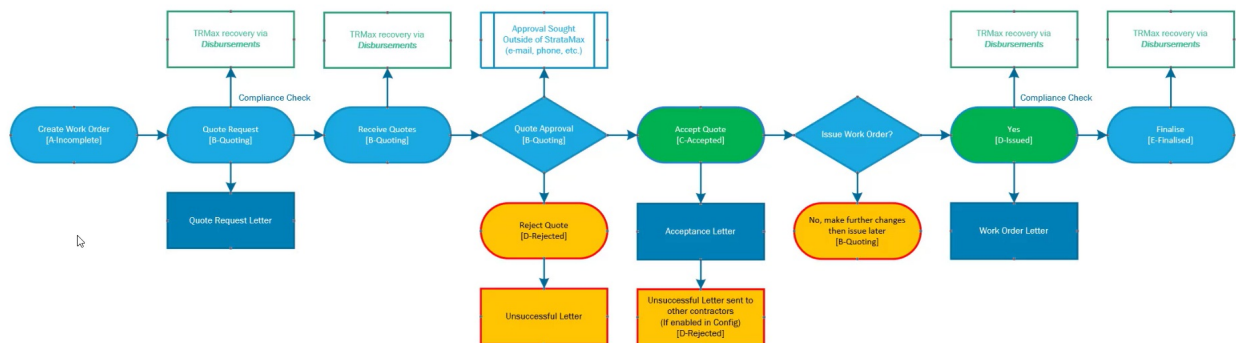 TRMax recovery via
Disbursements
TRMax recovery via
Disbursements
Approval Sought
Outside of StrataMax
(e-mail, phone, etc.)
TRMax recovery via
Disbursements
TRMax recovery via
Disbursements
Compliance Check
Compliance Check
Create Work Order
[A-Incomplete]
Quote Request
[B-Quoting]
Receive Quotes
[B-Quoting]
Quote Approval
[B-Quoting]
Accept Quote
[C-Accepted]
Issue Work Order?
Yes
[D-Issued]
Finalise
[E-Finalised]
Quote Request Letter
Reject Quote
[D-Rejected]
Acceptance Letter
No, make further changes
then issue later
[B-Quoting]
Work Order Letter
Unsuccessful Letter
Unsuccessful Letter sent to
other contractors
(If enabled in Config)
[D-Rejected]